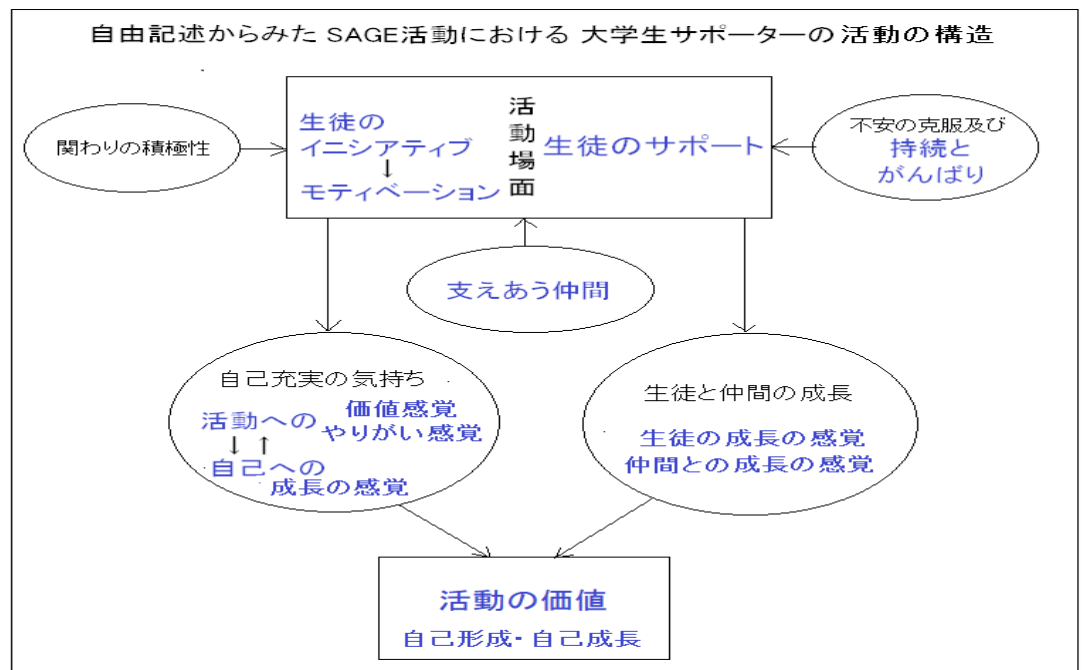 自由記述からみた SAGE活動における 大学生サポーターの 活動の構造
関わりの積極性
生徒の
イニシアティブ
↓
モティベーション
活動場面
生徒のサポート
不安の克服及び
持続と
がんばり
支えあう仲間
自己充実の気持ち
活動への 価値感覚
やりがい感覚
↓↑
自己への
成長の感覚
生徒と仲間の成長
生徒の成長の感覚
仲間との成長の感覚
活動の価値
自己形成・自己成長